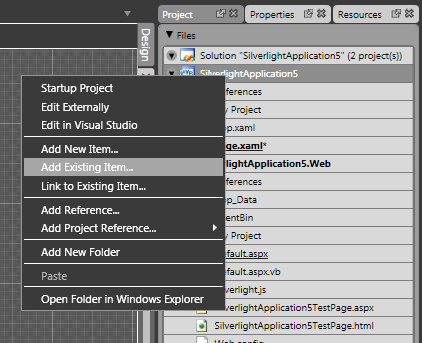 Project
Properties
Resources
Files
Design
Solution "SilverlightApplication5" (2 project(s))
SilverlightApplication5
Startup Project
Edit Externally
Edit in Visual Studio
Add New Item...
Add Existing Item...
Link to Existing Item...
Add Reference...
Add Project Reference...
Add New Folder
Paste
Open Folder in Windows Explorer
ferences
y Project
p.xaml
ge.xaml*
rlightApplication5.Web
ferences
p_Data
entBin
y Project
efault.aspx
efault.aspx.vb
verlight.js
SilverlightApplication5TestPage.aspx
SilverlightApplication5TestPage.html
Web.config